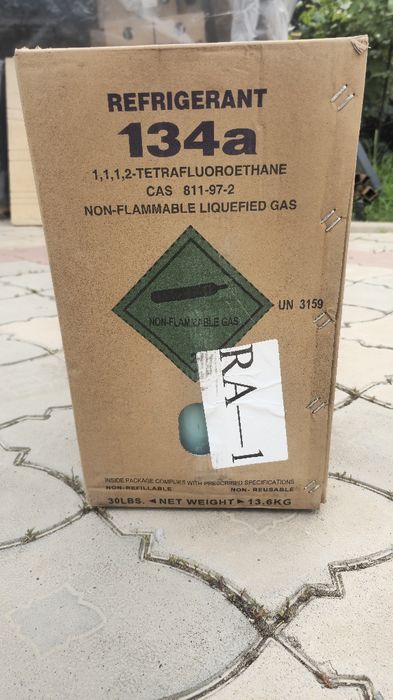 REFRIGERANT
134a
1,1,1,2-TETRAFLUOROETHANE
CAS 811-97-2
NON-FLAMMABLE LIQUEFIED GAS
UN 3159
NON-FLAMMABLE GAS
RA—1
INSIDE PACKAGE COMPLIES WITH PRESCRIBED SPECIFICATIONS
NON-REFILLABLE NON-REUSABLE
30LBS. ◄NET WEIGHT► 13.6KG